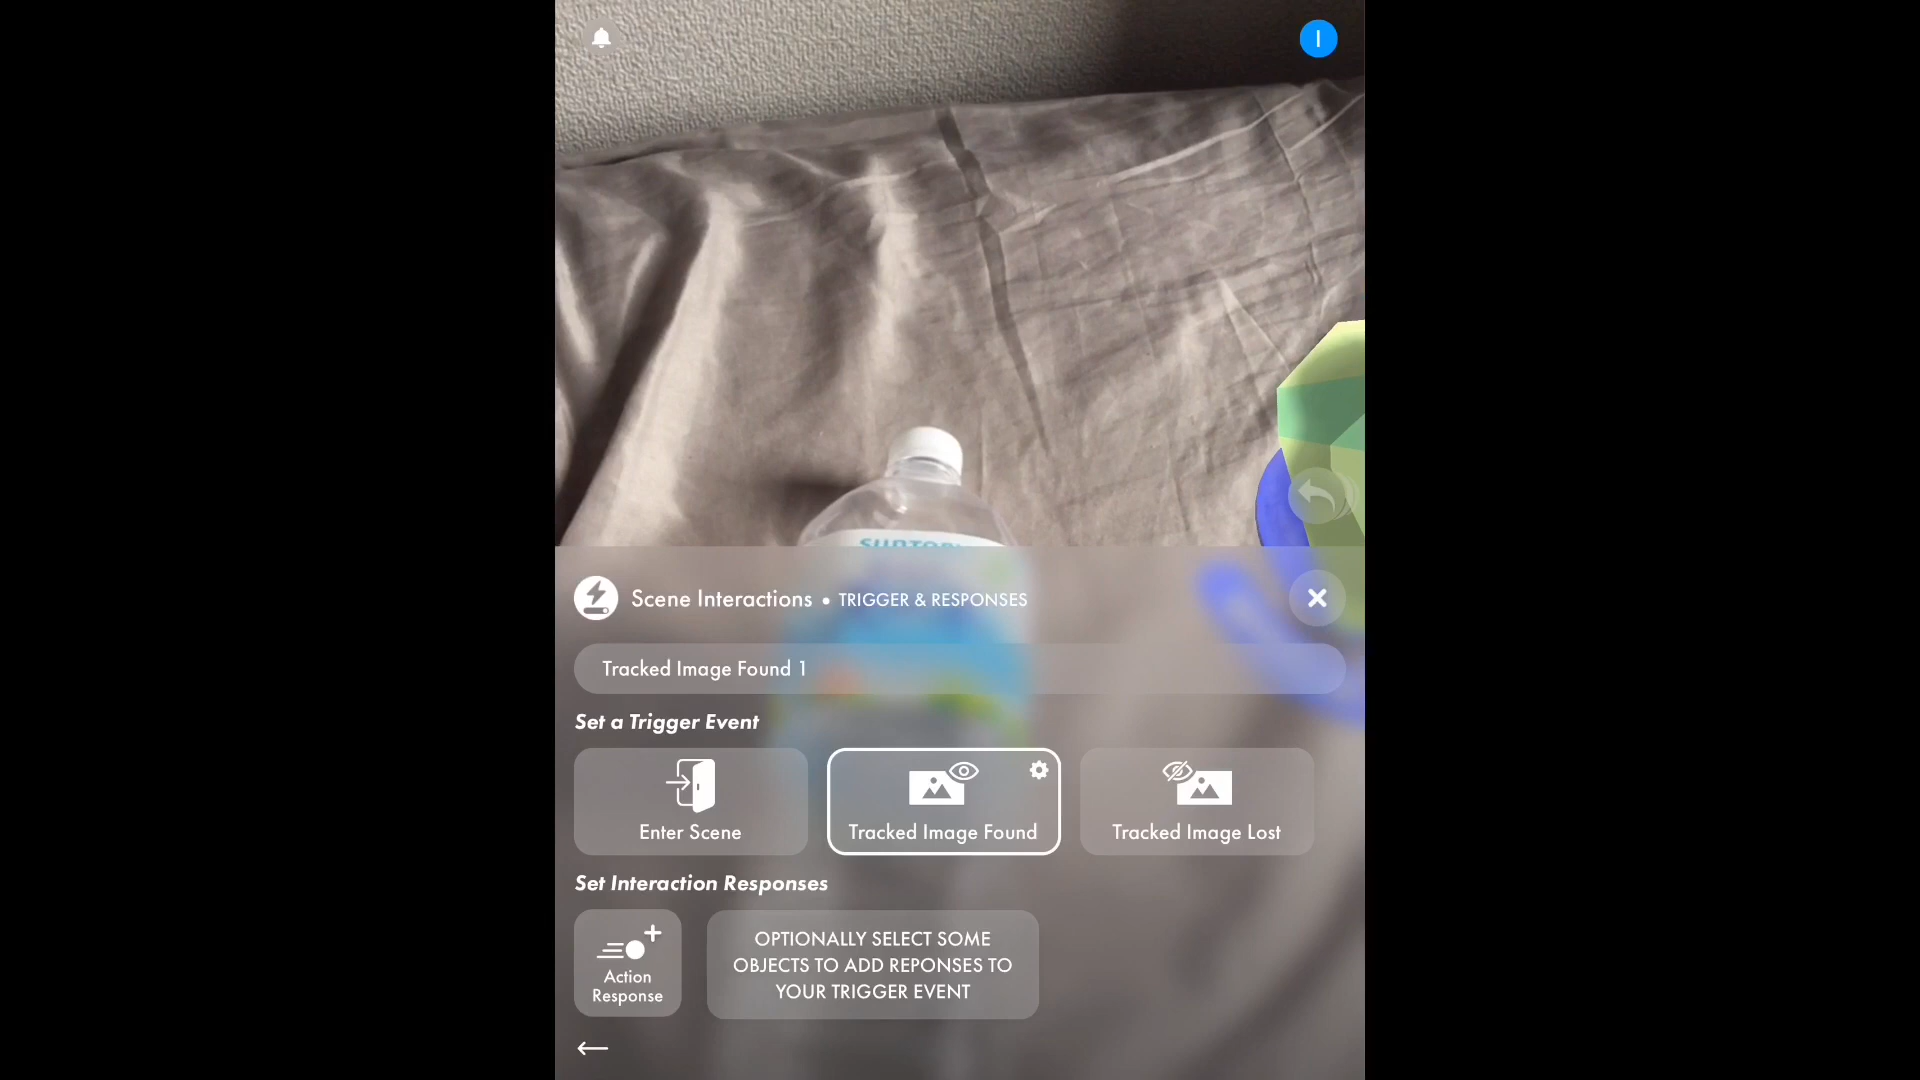 I
SUNTORY
Scene Interactions • TRIGGER & RESPONSES
Tracked Image Found 1
Set a Trigger Event
Enter Scene
Tracked Image Found
Tracked Image Lost
Set Interaction Responses
Action
Response
OPTIONALLY SELECT SOME
OBJECTS TO ADD REPONSES TO
YOUR TRIGGER EVENT